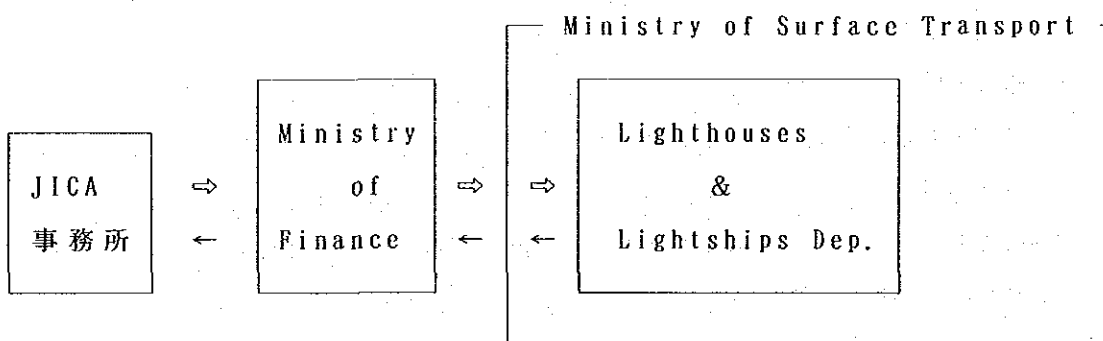 Ministry of Surface Transport
JICA
事務所
⇨
←
Ministry
of
Finance
⇨
←
⇨
←
Lighthouses
&
Lightships Dep.